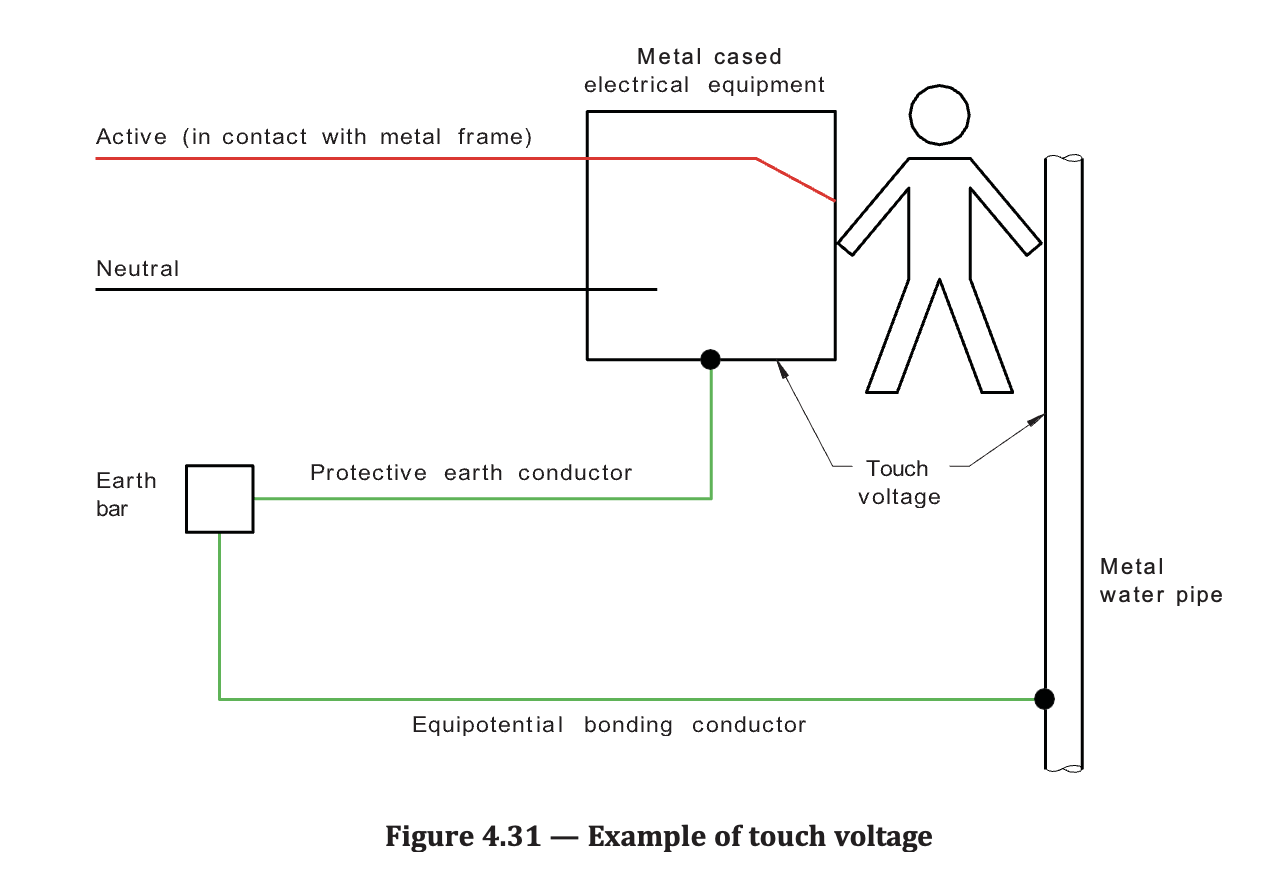 Metal cased
electrical equipment
Active (in contact with metal frame)
Neutral
Earth
bar
Protective earth conductor
Touch
voltage
Metal
water pipe
Equipotential bonding conductor
Figure 4.31 — Example of touch voltage